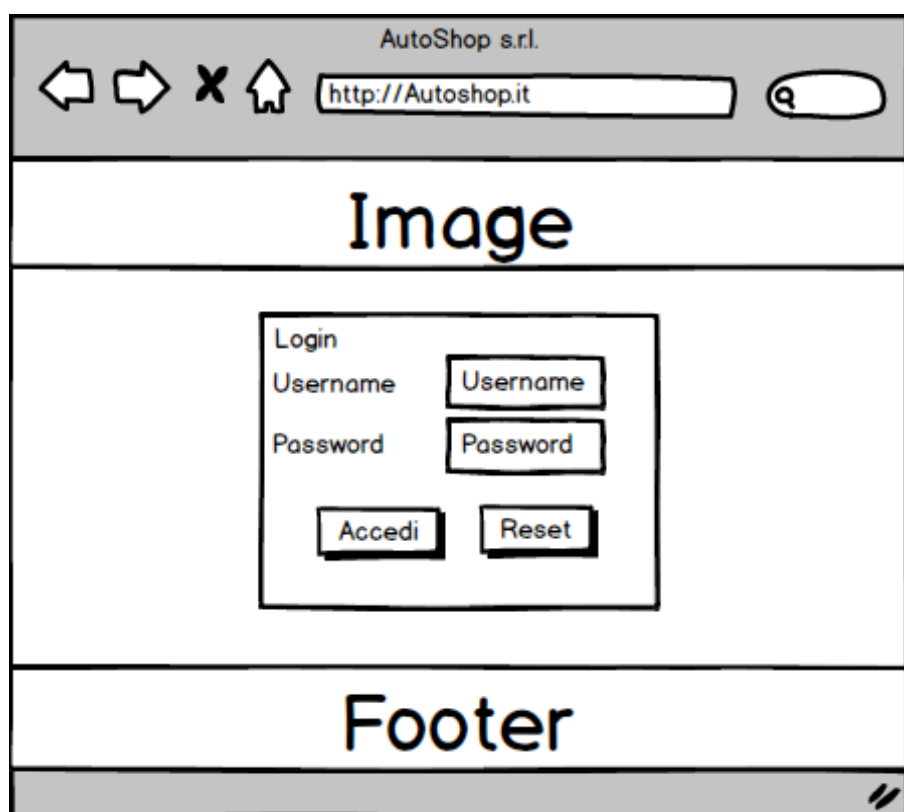 AutoShop s.r.l.
http://Autoshop.it
Image
Login
Username Username
Password Password
Accedi Reset
Footer